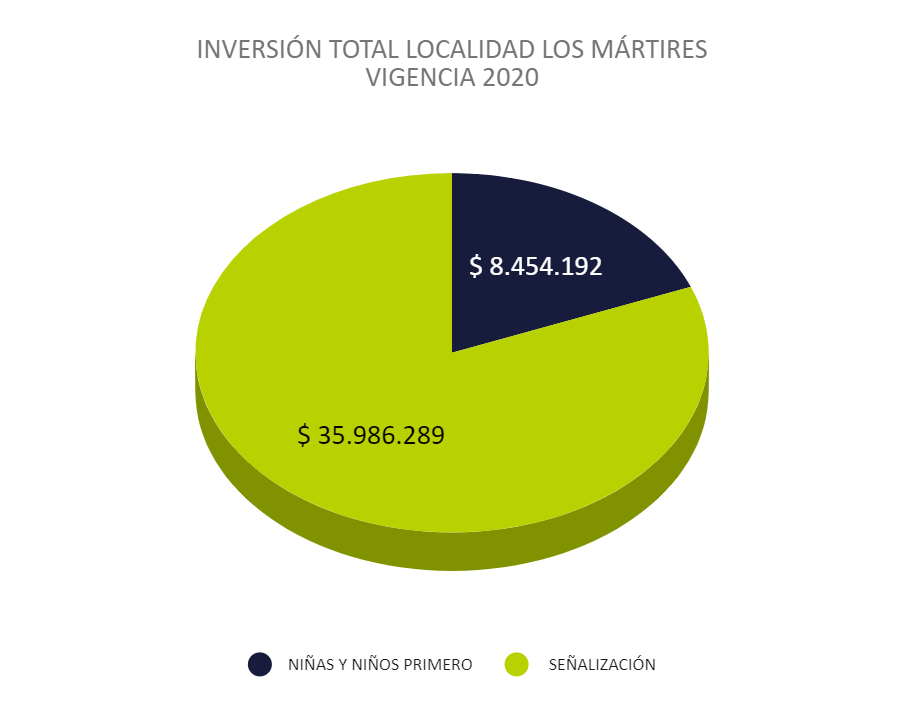 INVERSIÓN TOTAL LOCALIDAD LOS MÁRTIRES
VIGENCIA 2020
$ 8.454.192
$ 35.986.289
NIÑAS Y NIÑOS PRIMERO
SEÑALIZACIÓN